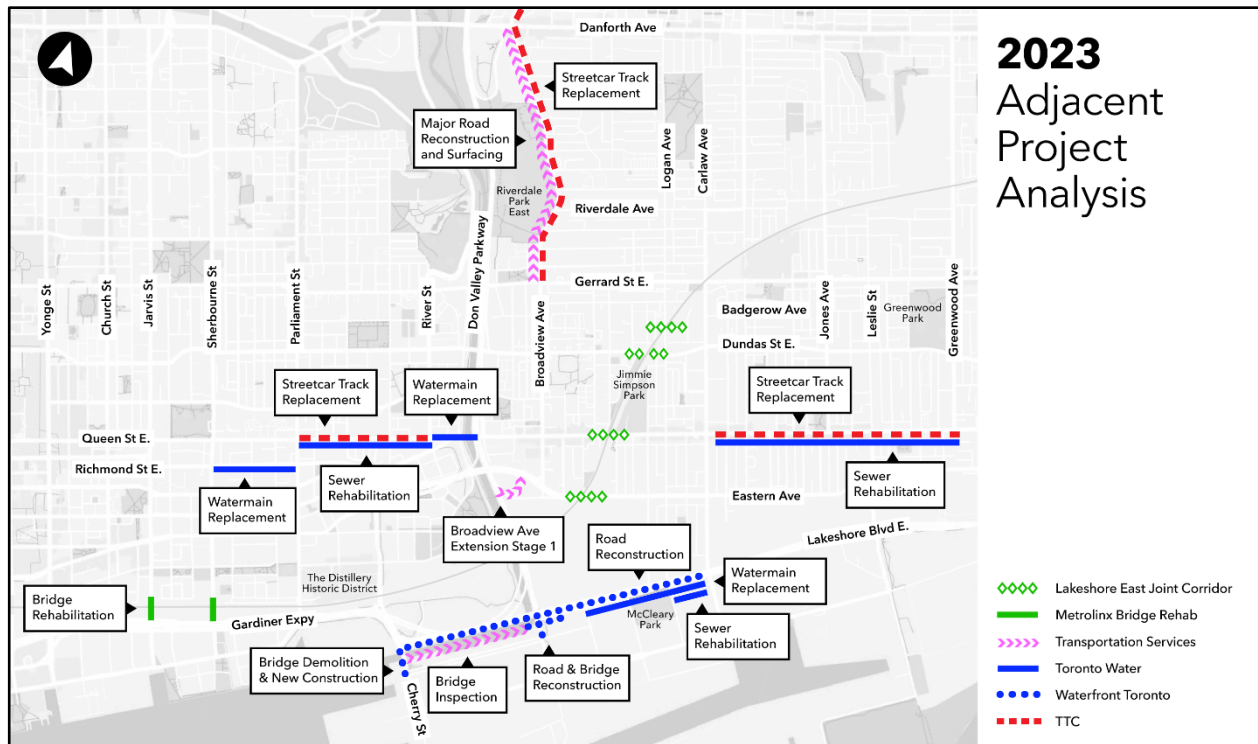 2023
Adjacent
Project
Analysis
Danforth Ave
Streetcar Track
Replacement
Major Road
Reconstruction
and Surfacing
Logan Ave
Carlaw Ave
Riverdale
Park
East
Riverdale Ave
Don Valley Parkway
Gerrard St E.
Yonge St
Church St
Jarvis St
Sherbourne St
Parliament St
River St
Broadview Ave
Badgerow Ave
Jones Ave
Leslie St
Greenwood
Park
Greenwood Ave
Dundas St E.
Jimmie
Simpson
Park
Streetcar Track
Replacement
Watermain
Replacement
Streetcar Track
Replacement
Queen St E.
Richmond St E.
Watermain
Replacement
Sewer
Rehabilitation
Sewer
Rehabilitation
Eastern Ave
Broadview Ave
Extension Stage 1
Lakeshore Blvd E.
Road
Reconstruction
The Distillery
Historic District
Watermain
Replacement
Bridge
Rehabilitation
McCleary
Park
Gardiner Expy
Sewer
Rehabilitation
Bridge Demolition
& New Construction
Bridge
Inspection
Road & Bridge
Reconstruction
Cherry St
Lakeshore East Joint Corridor
Metrolinx Bridge Rehab
Transportation Services
Toronto Water
Waterfront Toronto
TTC